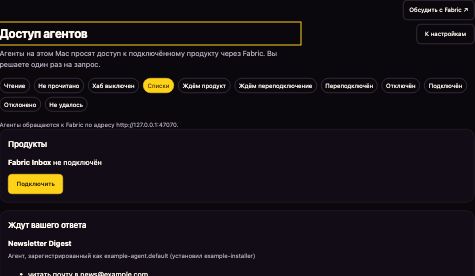 Обсудить с Fabric ↗
Доступ агентов
К настройкам
Агенты на этом Mac просят доступ к подключённому продукту через Fabric. Вы
решаете один раз на запрос.
Чтение Не прочитано Хаб выключен Списки Ждём продукт Ждём переподключение Переподключён Отключён Подключён
Отклонено Не удалось
Агенты обращаются к Fabric по адресу http://127.0.0.1:47070.
Продукты
Fabric Inbox не подключён
Подключить
Ждут вашего ответа
Newsletter Digest
Агент, зарегистрированный как example-agent.default (установил example-installer)
• читать почту в news@example.com